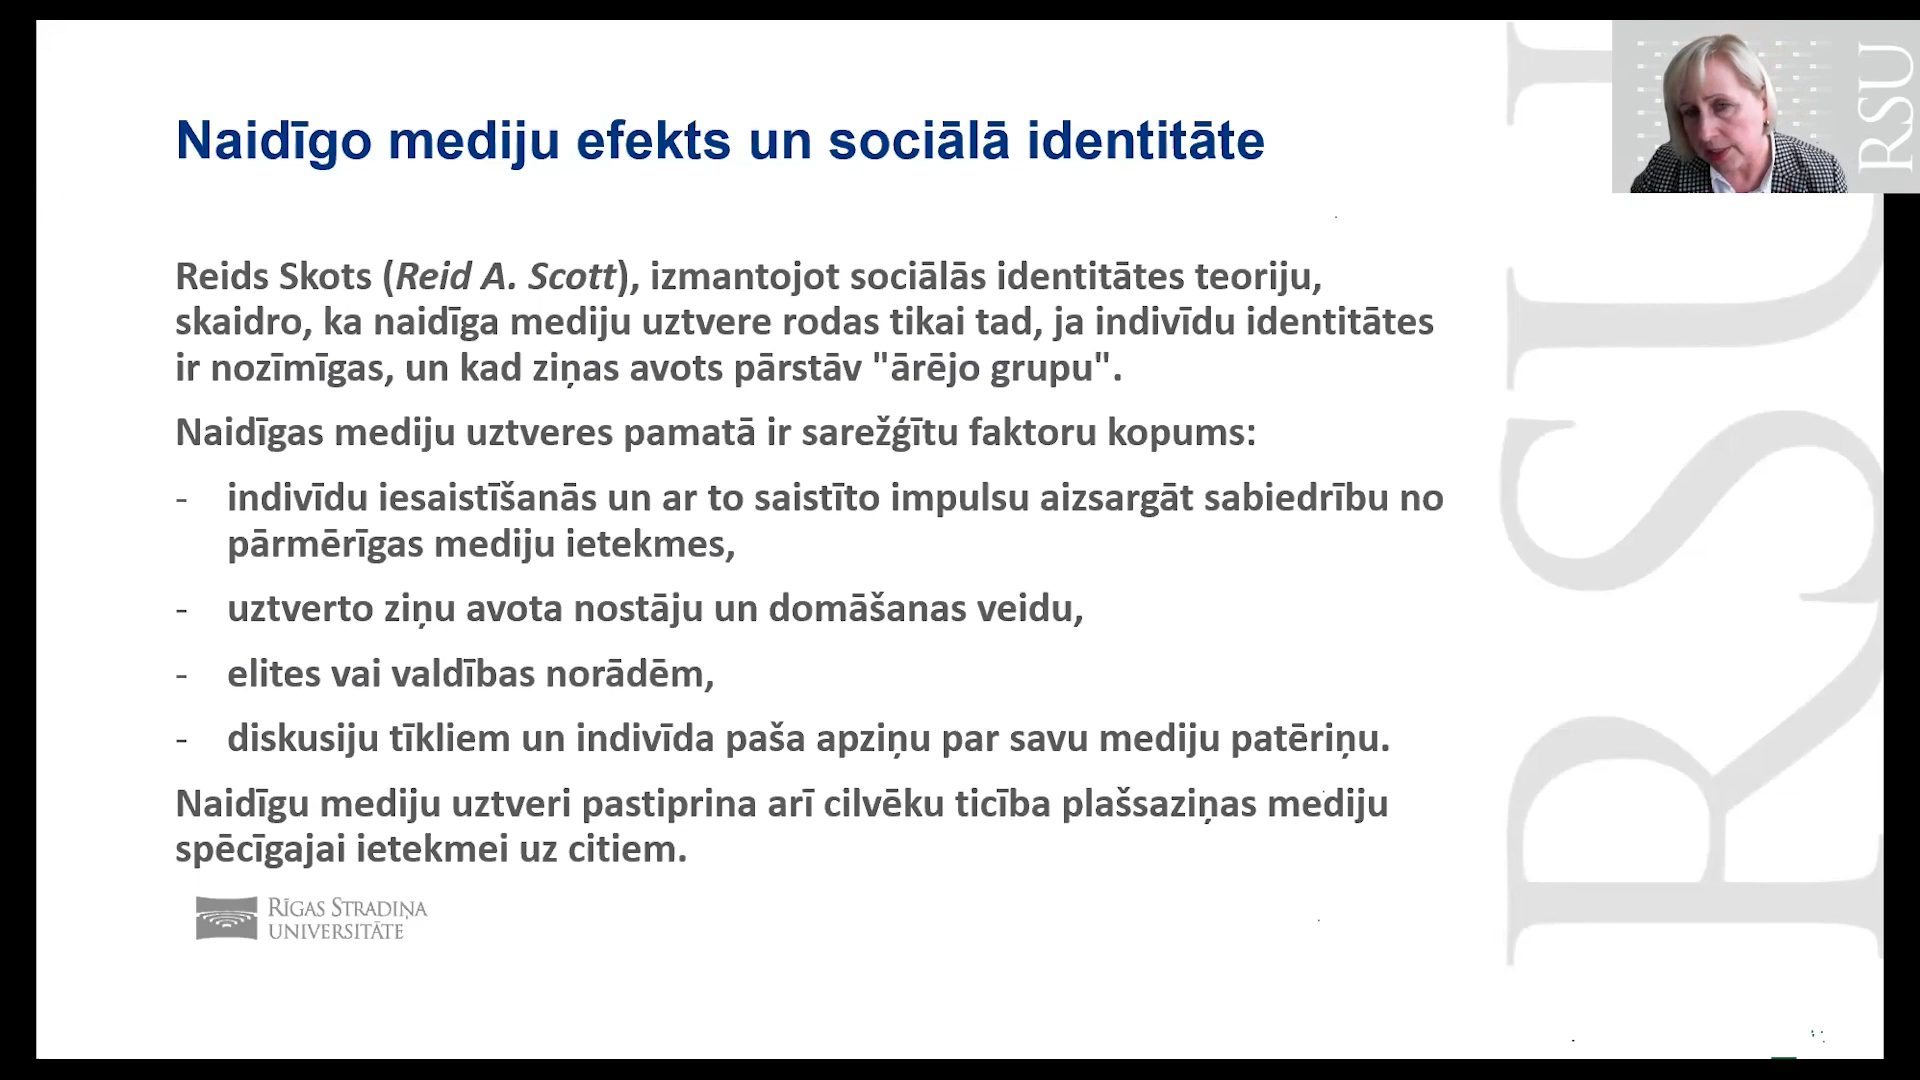 Naidīgo mediju efekts un sociālā identitāte
RSU
Reids Skots (Reid A. Scott), izmantojot sociālās identitātes teoriju,
skaidro, ka naidīga mediju uztvere rodas tikai tad, ja indivīdu identitātes
ir nozīmīgas, un kad ziņas avots pārstāv "ārējo grupu".
Naidīgas mediju uztveres pamatā ir sarežģītu faktoru kopums:
- indivīdu iesaistīšanās un ar to saistīto impulsu aizsargāt sabiedrību no
pārmērīgas mediju ietekmes,
- uztverto ziņu avota nostāju un domāšanas veidu,
- elites vai valdības norādēm,
- diskusiju tīkliem un indivīda paša apziņu par savu mediju patēriņu.
Naidīgu mediju uztveri pastiprina arī cilvēku ticība plašsaziņas mediju
spēcīgajai ietekmei uz citiem.
RĪGAS STRADIŅA
UNIVERSITĀTE
RSU